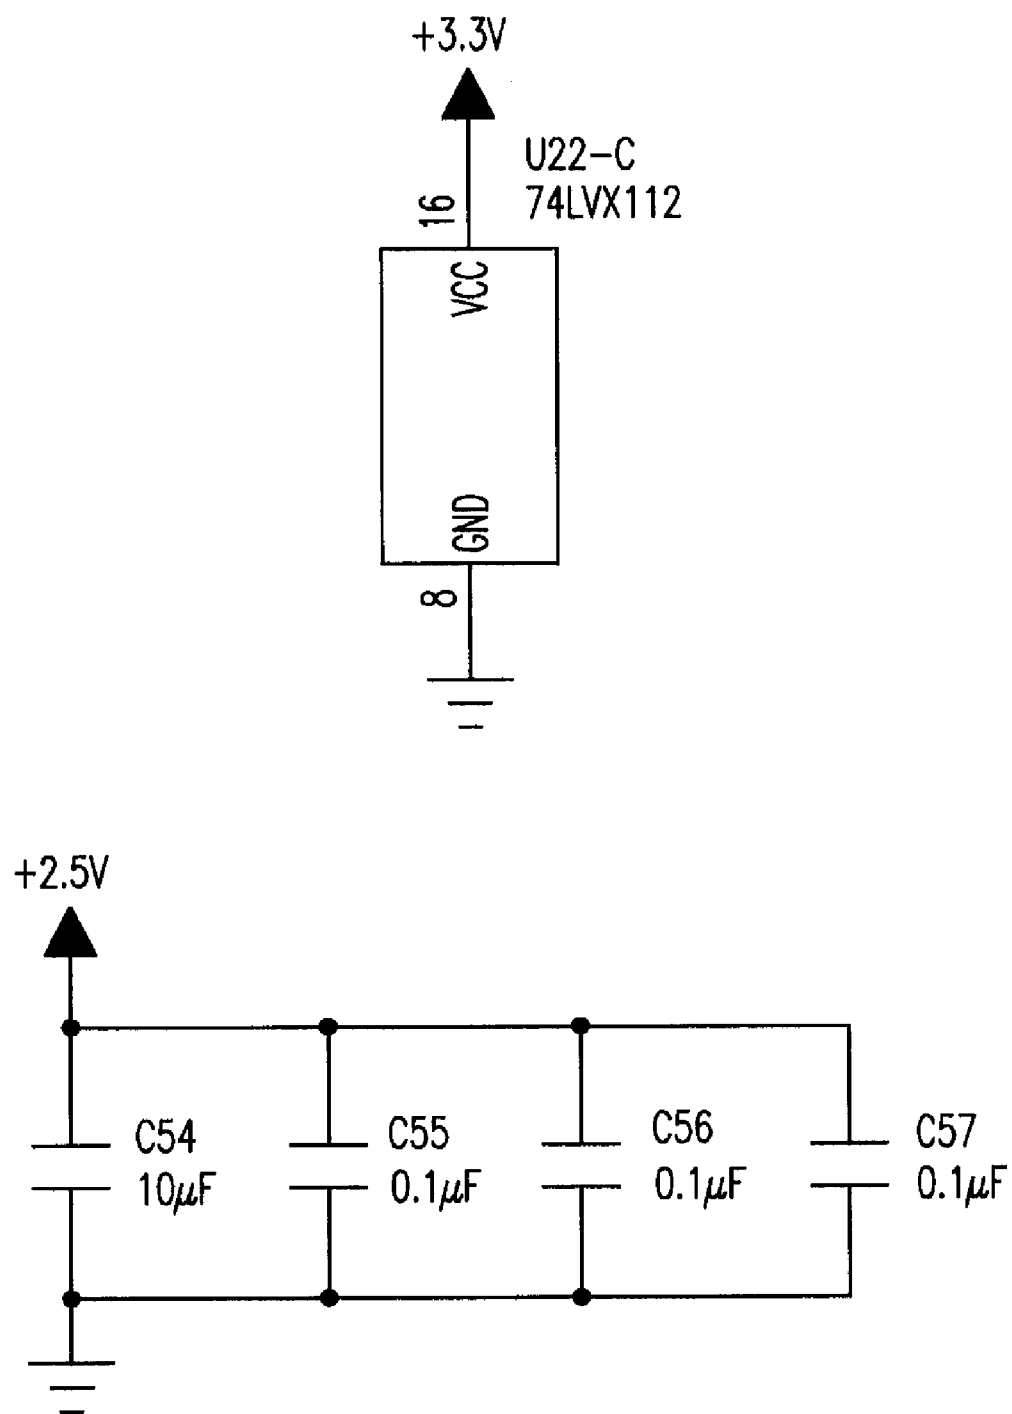 +3.3V
U22-C
74LVX112
16
VCC
GND
8
+2.5V
C54
10μF
C55
0.1μF
C56
0.1μF
C57
0.1μF